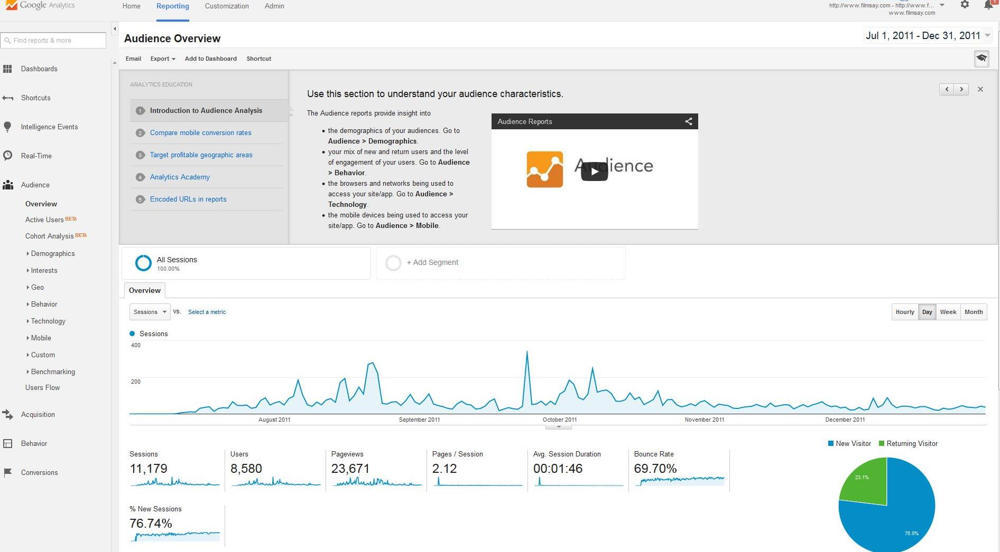 Google Analytics
Home Reporting Customization Admin
http://www.filmsay.com - http://www.f...
www.filmsay.com
1
Find reports & more
Audience Overview
Jul 1, 2011 - Dec 31, 2011
Email Export Add to Dashboard Shortcut
Dashboards
Shortcuts
Intelligence Events
Real-Time
Audience
Overview
Active Users BETA
Cohort Analysis BETA
Demographics
Interests
Geo
Behavior
Technology
Mobile
Custom
Benchmarking
Users Flow
Acquisition
Behavior
Conversions
ANALYTICS EDUCATION
1 Introduction to Audience Analysis
2 Compare mobile conversion rates
3 Target profitable geographic areas
4 Analytics Academy
5 Encoded URLs in reports
Use this section to understand your audience characteristics.
The Audience reports provide insight into
the demographics of your audiences. Go to
Audience > Demographics.
your mix of new and return users and the level
of engagement of your users. Go to Audience
> Behavior.
the browsers and networks being used to
access your site/app. Go to Audience >
Technology.
the mobile devices being used to access your
site/app. Go to Audience > Mobile.
Audience Reports
Audience
All Sessions
100.00%
+ Add Segment
Overview
Sessions vs. Select a metric
Hourly Day Week Month
Sessions
400
200
August 2011 September 2011 October 2011 November 2011 December 2011
New Visitor Returning Visitor
Sessions
11,179
Users
8,580
Pageviews
23,671
Pages / Session
2.12
Avg. Session Duration
00:01:46
Bounce Rate
69.70%
% New Sessions
76.74%
23.1%
76.9%